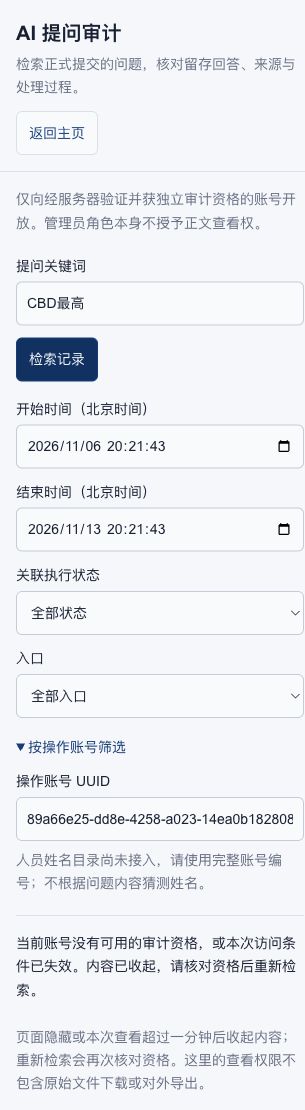 AI 提问审计
检索正式提交的问题，核对留存回答、来源与
处理过程。
返回主页
仅向经服务器验证并获独立审计资格的账号开
放。管理员角色本身不授予正文查看权。
提问关键词
CBD最高
检索记录
开始时间（北京时间）
2026/11/06 20:21:43
结束时间（北京时间）
2026/11/13 20:21:43
关联执行状态
全部状态
入口
全部入口
▼按操作账号筛选
操作账号 UUID
89a66e25-dd8e-4258-a023-14ea0b182808
人员姓名目录尚未接入，请使用完整账号编
号；不根据问题内容猜测姓名。
当前账号没有可用的审计资格，或本次访问条
件已失效。内容已收起，请核对资格后重新检
索。
页面隐藏或本次查看超过一分钟后收起内容；
重新检索会再次核对资格。这里的查看权限不
包含原始文件下载或对外导出。